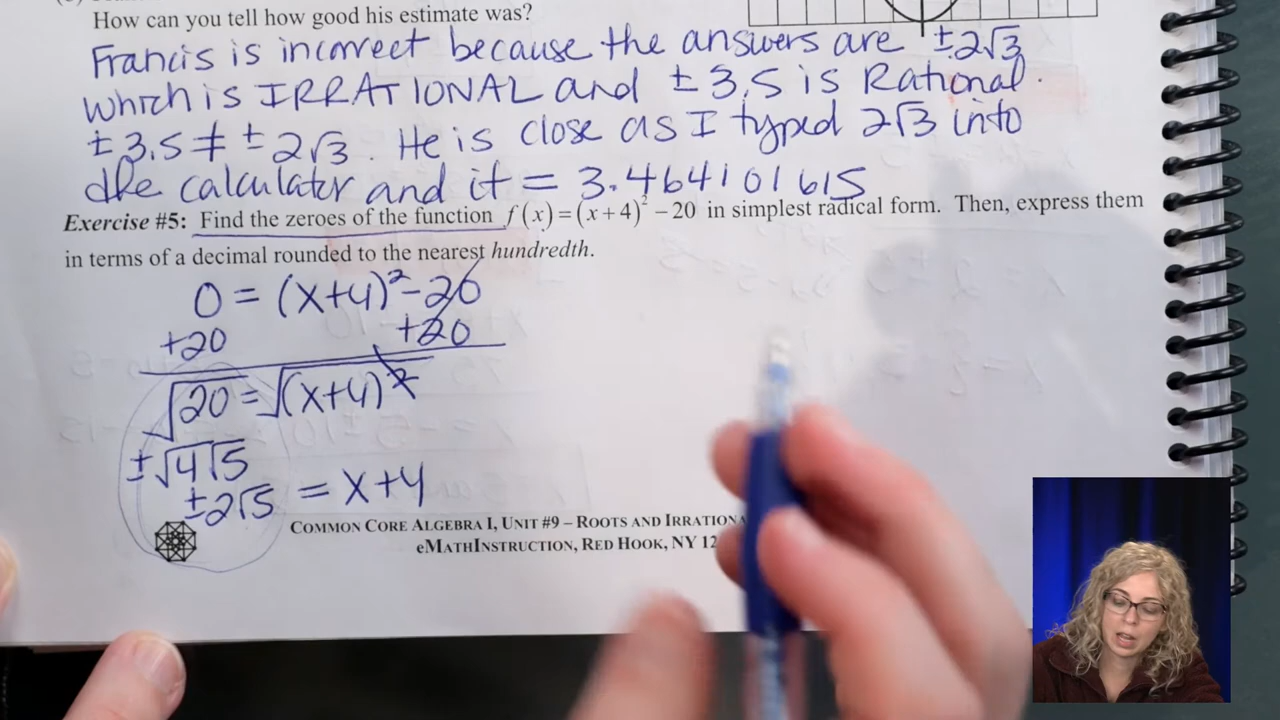 How can you tell how good his estimate was?
Francis is incorrect because the answers are ±2√3
which is IRRATIONAL and ± 3.5 is Rational.
± 3.5 ≠ ± 2√3. He is close as I typed 2√3 into
the calculater and it = 3.464101615
Exercise #5: Find the zeroes of the function f(x)=(x+4)²−20 in simplest radical form. Then, express them
in terms of a decimal rounded to the nearest hundredth.
0 = (x+4)²-20
+20 +20
√20 = √(x+4)²
±√4√5
±2√5 = x+4
COMMON CORE ALGEBRA I, UNIT #9 – ROOTS AND
EMATHINSTRUCTION, RED HOOK, NY